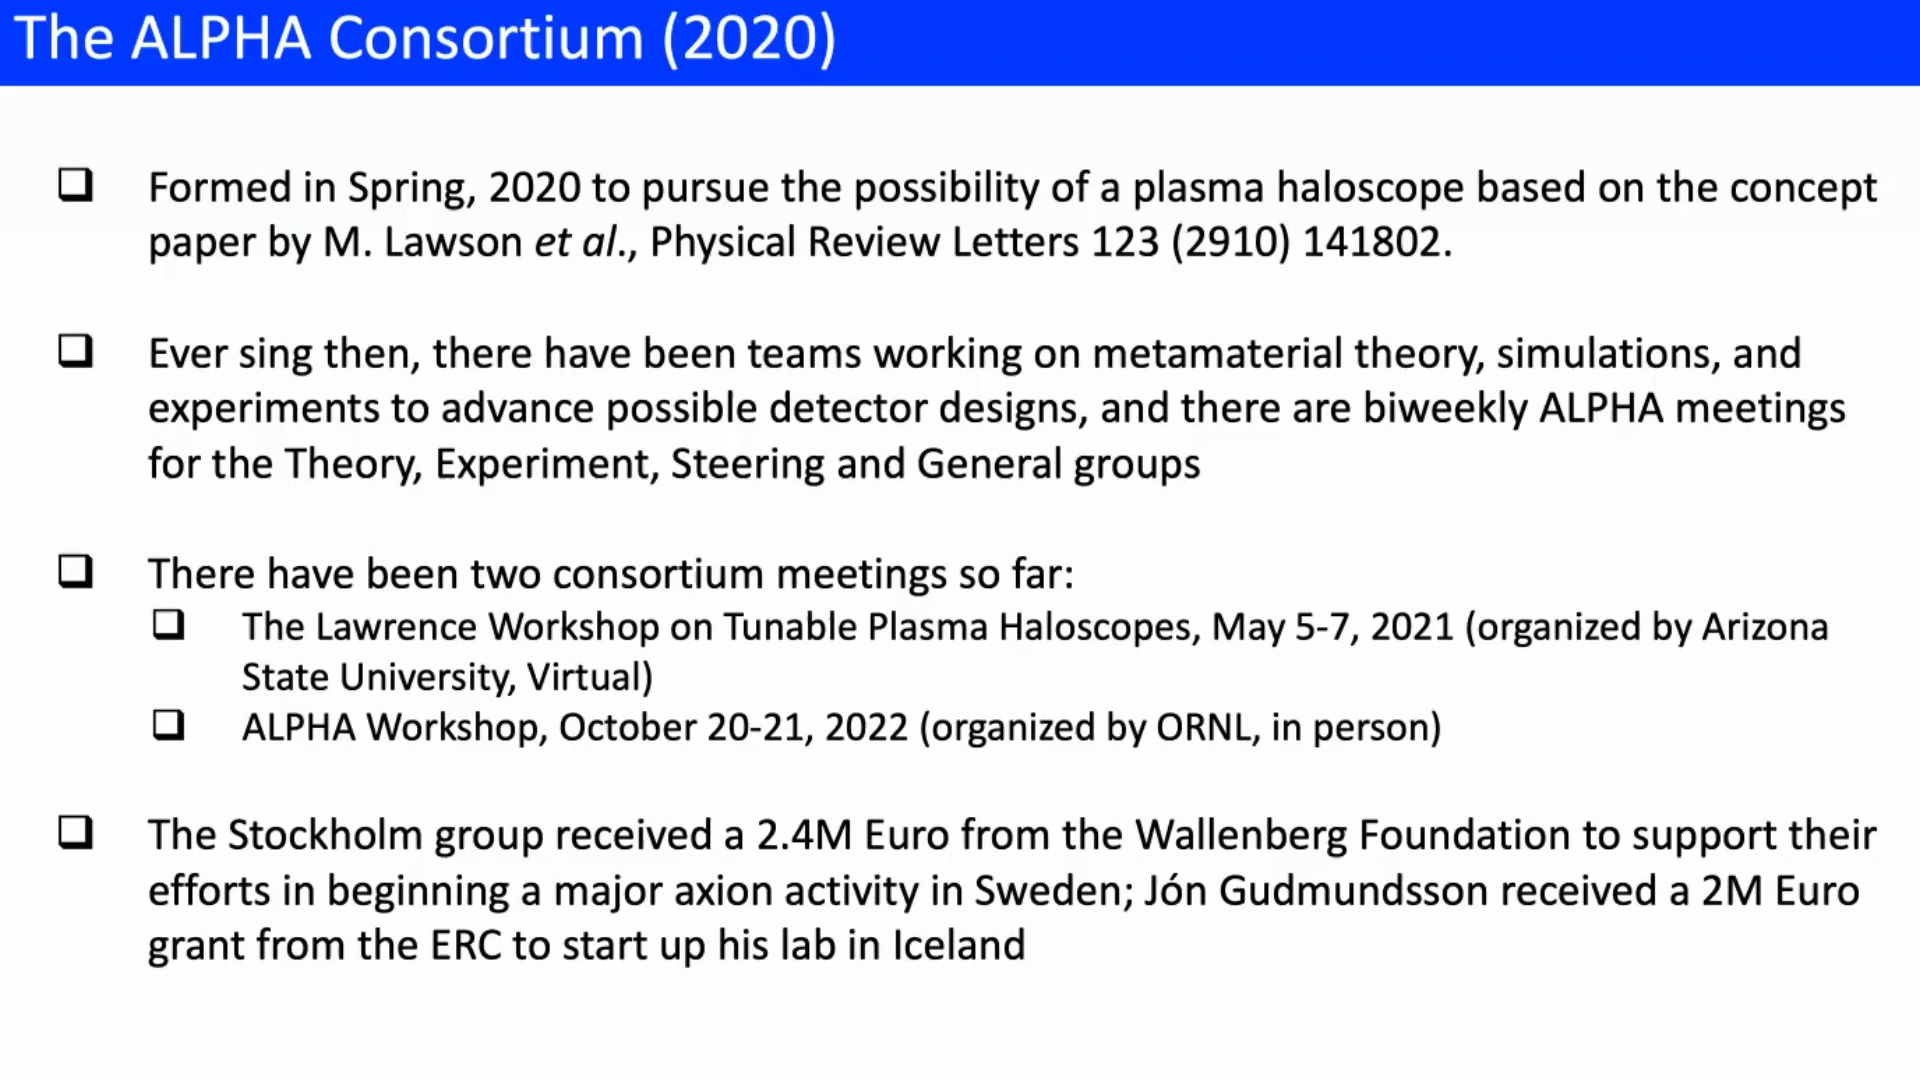 The ALPHA Consortium (2020)
Formed in Spring, 2020 to pursue the possibility of a plasma haloscope based on the concept
paper by M. Lawson et al., Physical Review Letters 123 (2910) 141802.
Ever sing then, there have been teams working on metamaterial theory, simulations, and
experiments to advance possible detector designs, and there are biweekly ALPHA meetings
for the Theory, Experiment, Steering and General groups
There have been two consortium meetings so far:
The Lawrence Workshop on Tunable Plasma Haloscopes, May 5-7, 2021 (organized by Arizona
State University, Virtual)
ALPHA Workshop, October 20-21, 2022 (organized by ORNL, in person)
The Stockholm group received a 2.4M Euro from the Wallenberg Foundation to support their
efforts in beginning a major axion activity in Sweden; Jón Gudmundsson received a 2M Euro
grant from the ERC to start up his lab in Iceland